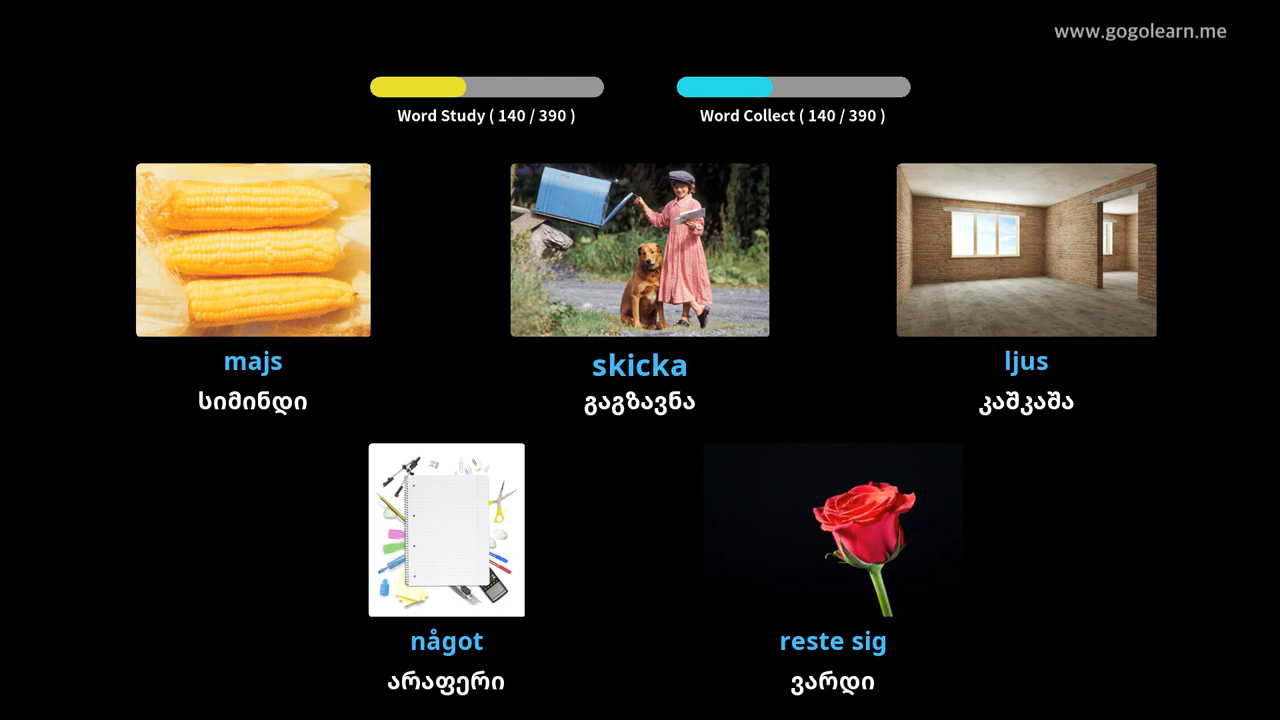 www.gogolearn.me
Word Study ( 140 / 390 )
Word Collect ( 140 / 390 )
majs
skicka
ljus
სიმინდი
გაგზავნა
კაშკაშა
något
reste sig
არაფერი
ვარდი